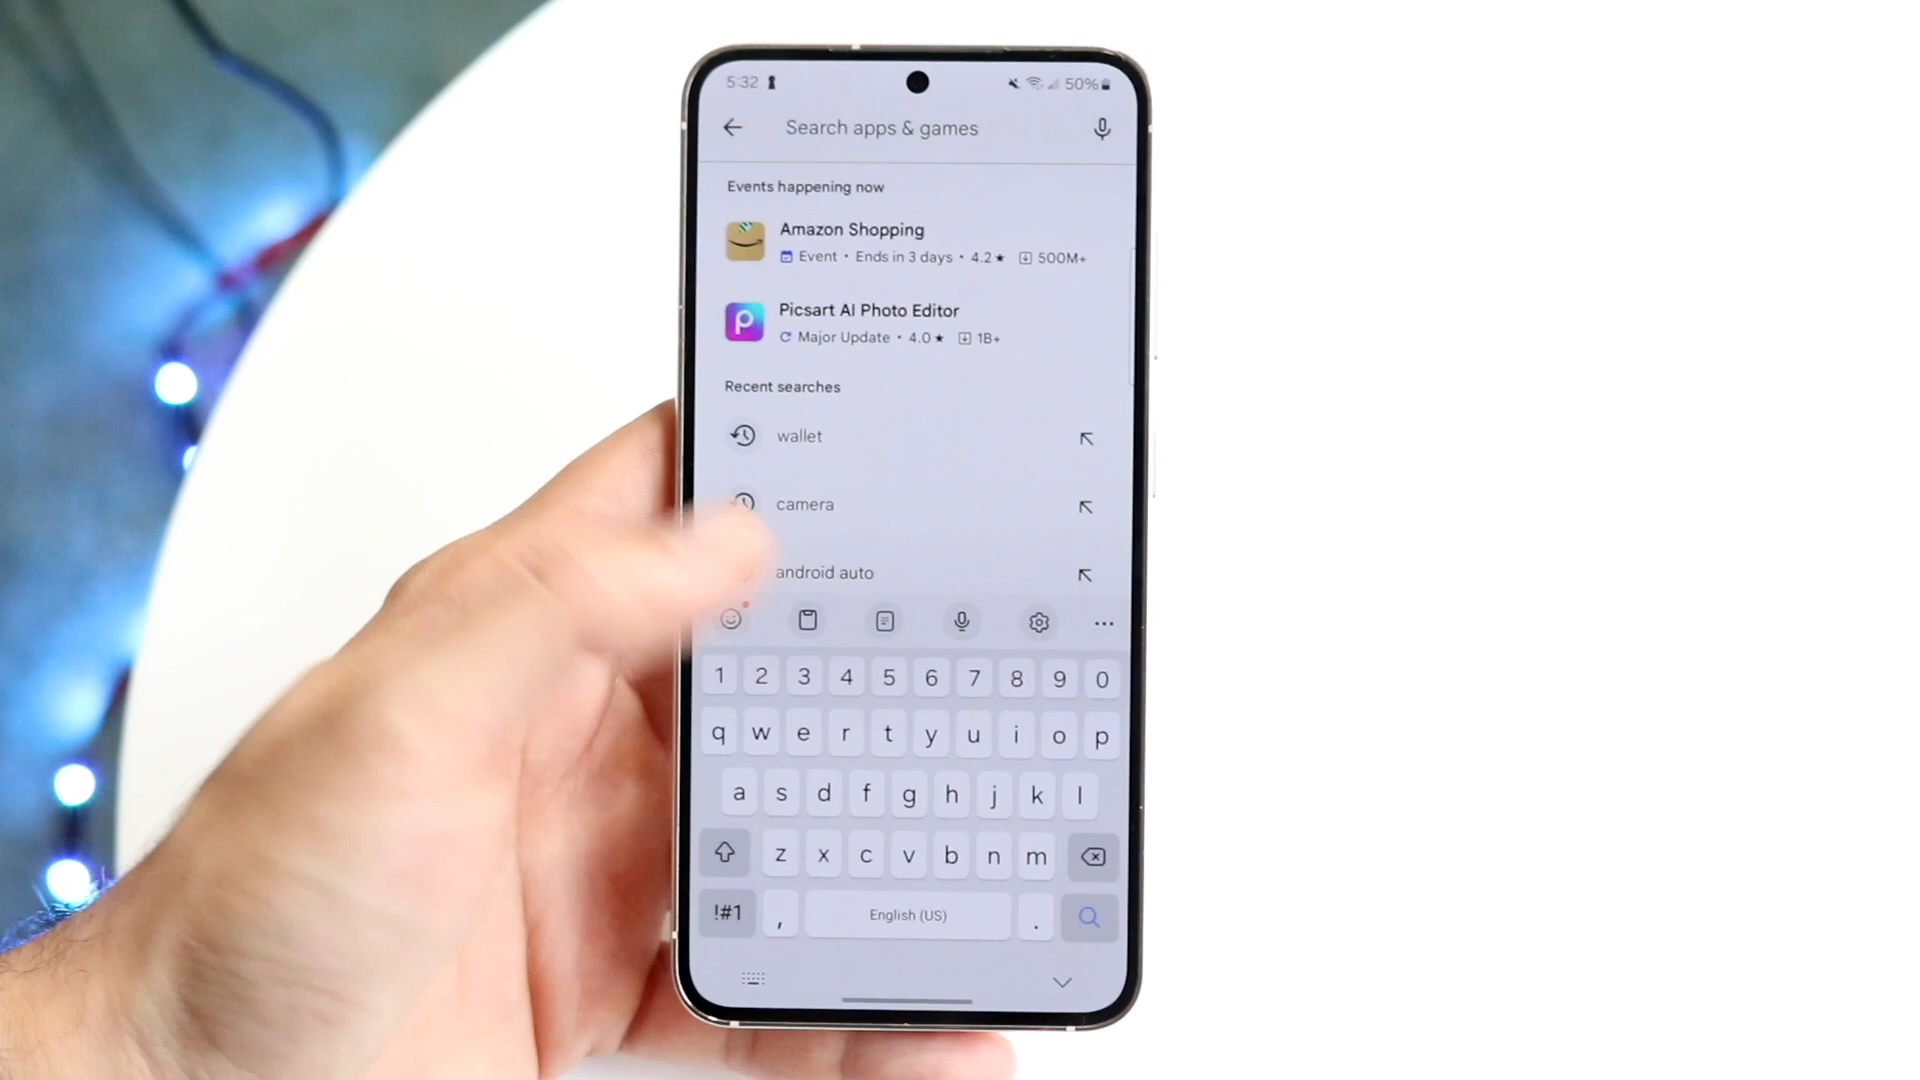 5:32 50%
Search apps & games
Events happening now
Amazon Shopping
Event • Ends in 3 days • 4.2★ 500M+
Picsart AI Photo Editor
Major Update • 4.0★ 1B+
Recent searches
wallet
camera
android auto
1 2 3 4 5 6 7 8 9 0
q w e r t y u i o p
a s d f g h j k l
z x c v b n m
!#1 , English (US) .